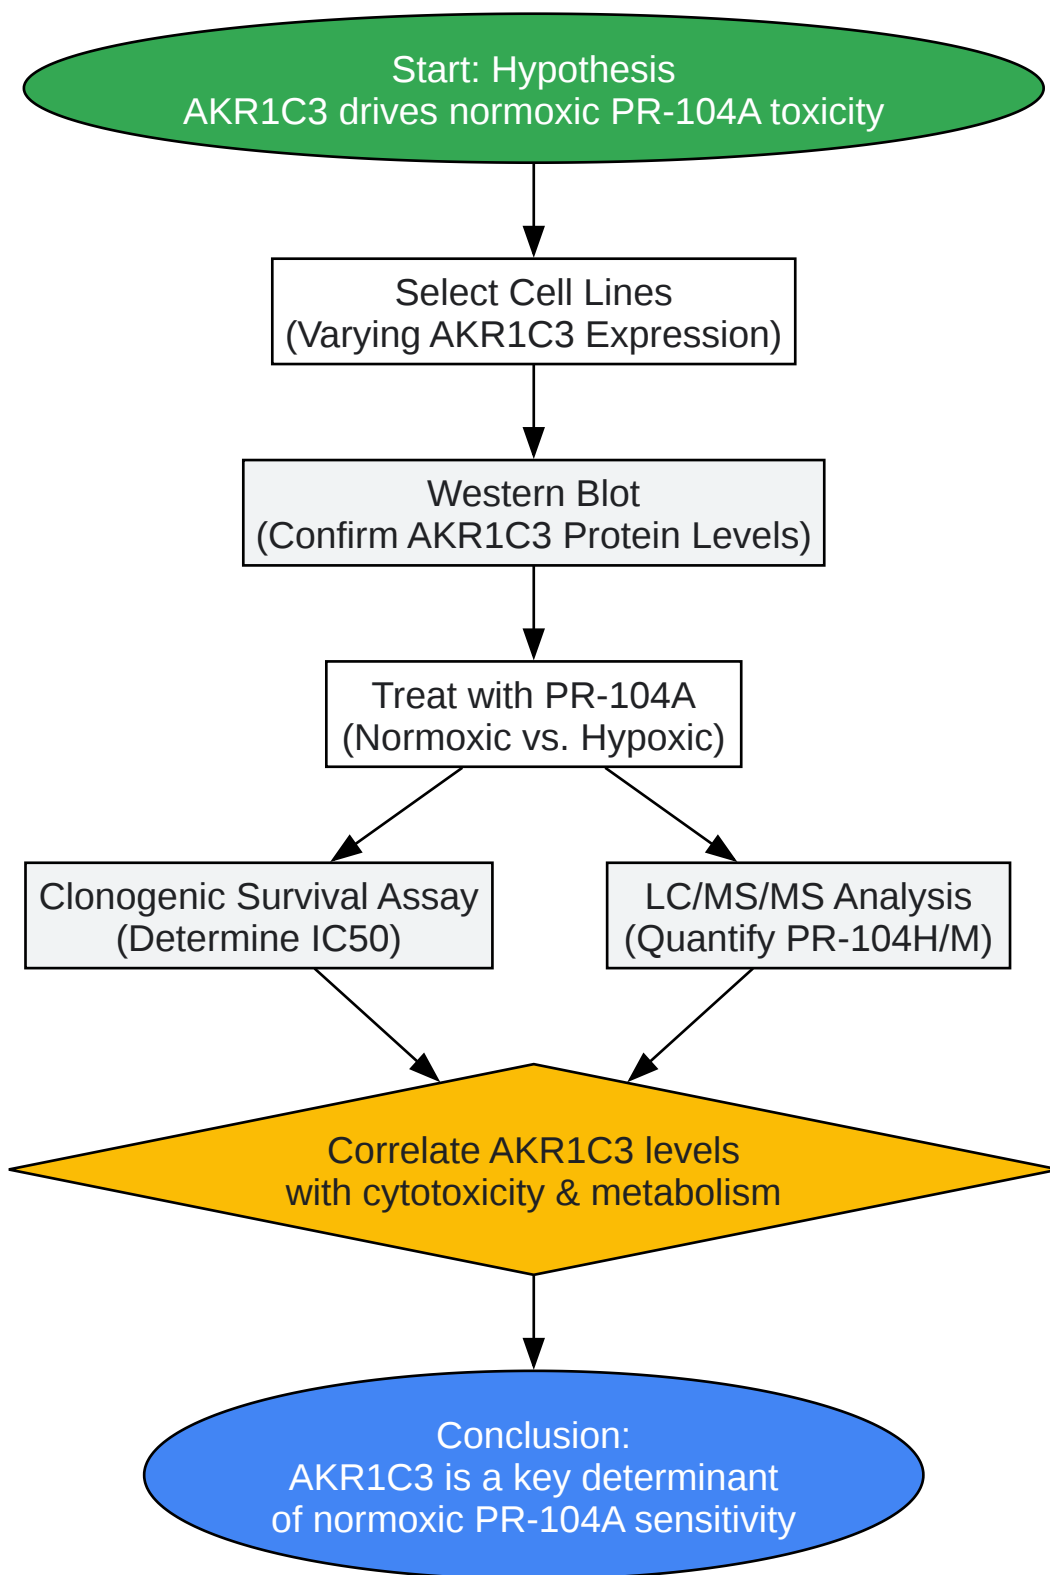 Start: Hypothesis
AKR1C3 drives normoxic PR-104A toxicity
Select Cell Lines
(Varying AKR1C3 Expression)
Western Blot
(Confirm AKR1C3 Protein Levels)
Treat with PR-104A
(Normoxic vs. Hypoxic)
Clonogenic Survival Assay
(Determine IC50)
LC/MS/MS Analysis
(Quantify PR-104H/M)
Correlate AKR1C3 levels
with cytotoxicity & metabolism
Conclusion:
AKR1C3 is a key determinant
of normoxic PR-104A sensitivity